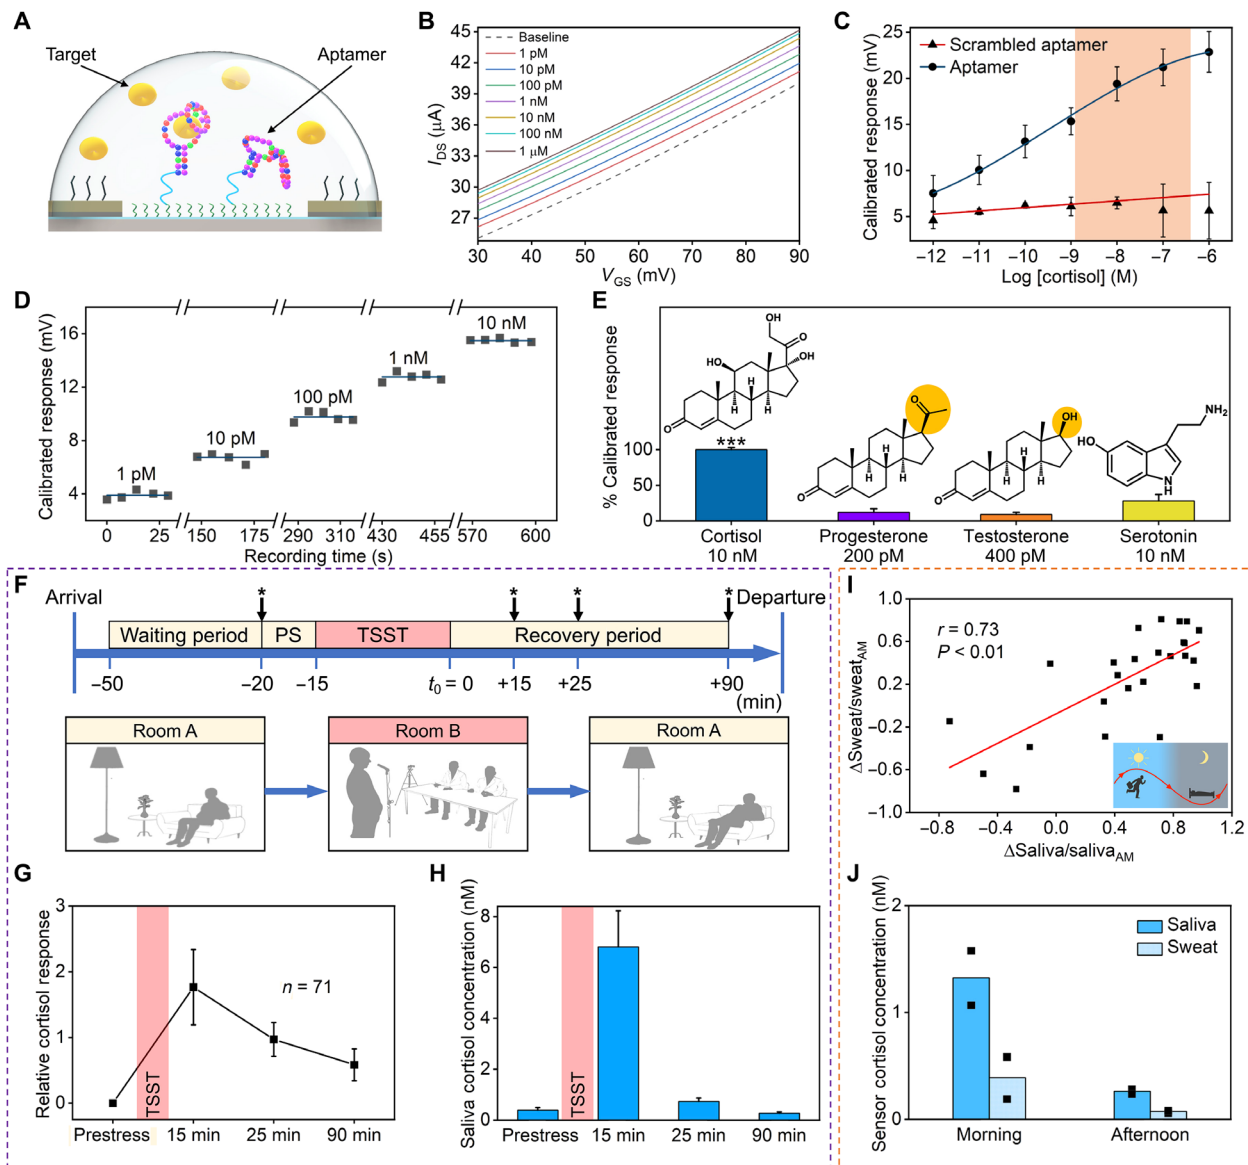 A
Target
Aptamer
B
45
42
39
36
33
30
27
I_DS (μA)
Baseline
1 pM
10 pM
100 pM
1 nM
10 nM
100 nM
1 μM
30 40 50 60 70 80 90
V_GS (mV)
C
Calibrated response (mV)
25
20
15
10
5
Scrambled aptamer
Aptamer
−12 −11 −10 −9 −8 −7 −6
Log [cortisol] (M)
D
Calibrated response (mV)
16
12
8
4
1 pM
10 pM
100 pM
1 nM
10 nM
0 25 150 175 290 310 430 455 570 600
Recording time (s)
E
% Calibrated response
100
50
0
***
OH
O
HO
OH
H
H
H
O
O
H
H
H
O
OH
H
H
H
O
NH₂
HO
N
H
Cortisol
10 nM
Progesterone
200 pM
Testosterone
400 pM
Serotonin
10 nM
F
Arrival
* * * *
Departure
Waiting period PS TSST Recovery period
−50 −20 −15 t₀ = 0 +15 +25 +90
(min)
Room A
Room B
Room A
G
Relative cortisol response
3
2
1
0
n = 71
TSST
Prestress 15 min 25 min 90 min
H
Saliva cortisol concentration (nM)
8
6
4
2
0
TSST
Prestress 15 min 25 min 90 min
I
ΔSweat/sweat_AM
1.0
0.6
0.2
−0.2
−0.6
−1.0
r = 0.73
P < 0.01
−0.8 −0.4 0.0 0.4 0.8 1.2
ΔSaliva/saliva_AM
J
Sensor cortisol concentration (nM)
2
1
0
Saliva
Sweat
Morning Afternoon